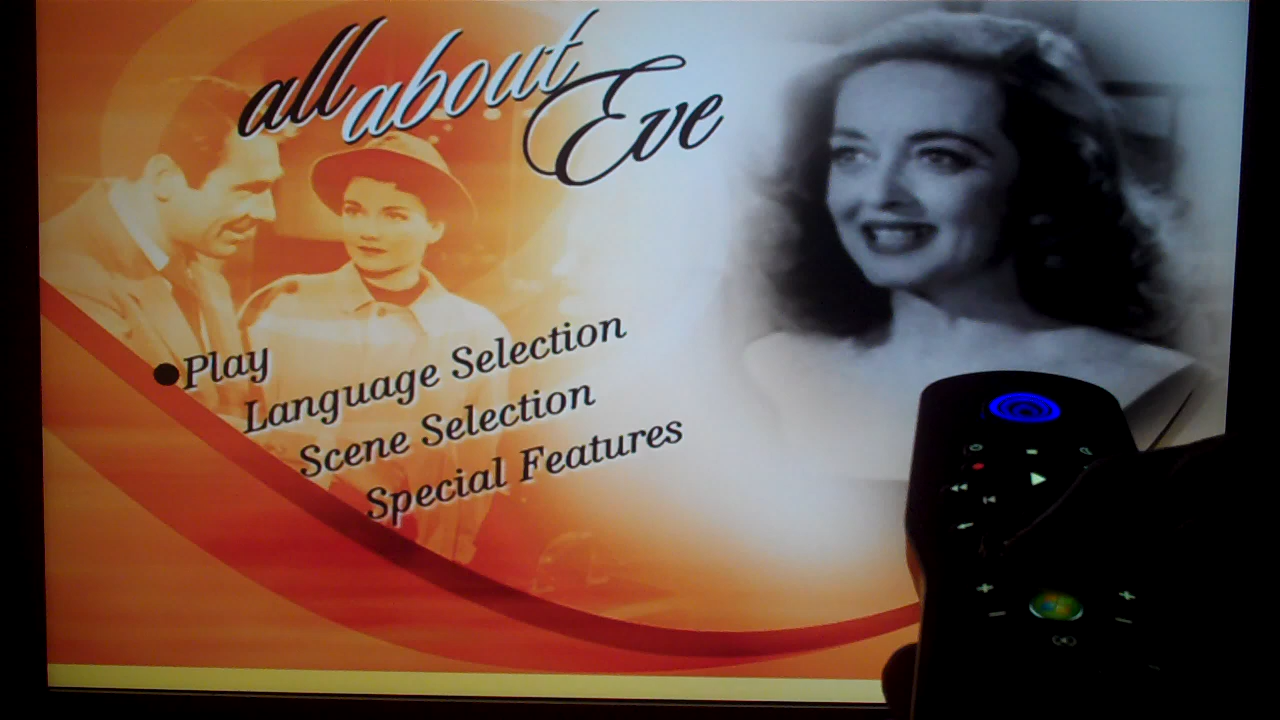 all about
Eve
Play
Language Selection
Scene Selection
Special Features